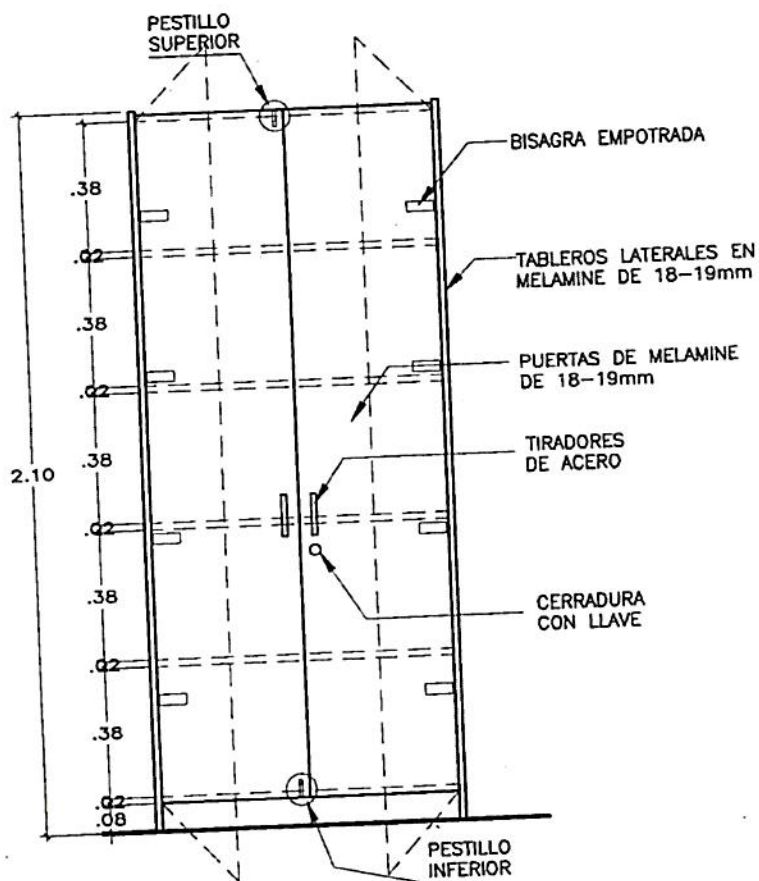 PESTILLO
SUPERIOR
BISAGRA EMPOTRADA
TABLEROS LATERALES EN
MELAMINE DE 18-19mm
PUERTAS DE MELAMINE
DE 18-19mm
TIRADORES
DE ACERO
CERRADURA
CON LLAVE
PESTILLO
INFERIOR
2.10
.38
.02
.38
.02
.38
.02
.38
.02
.38
.02
.08